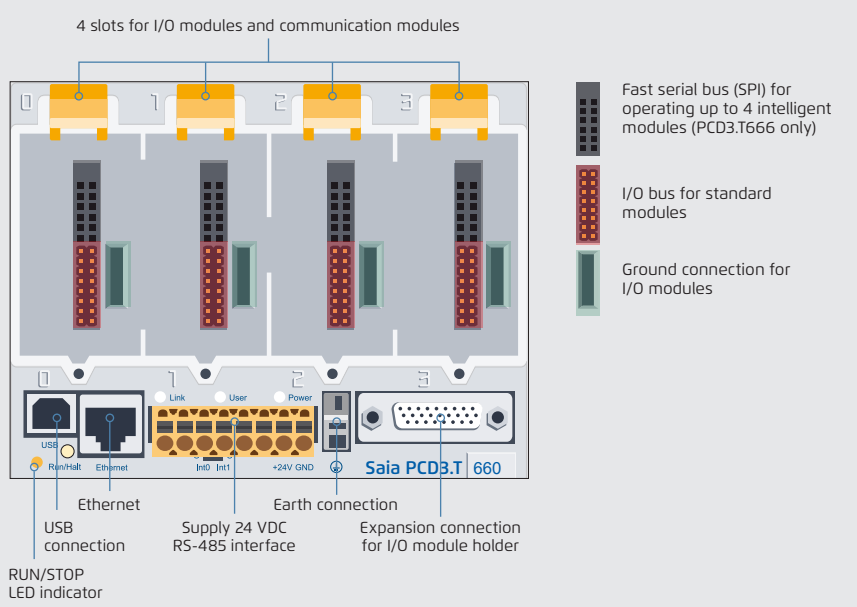 4 slots for I/O modules and communication modules
0 1 2 3
Fast serial bus (SPI) for
operating up to 4 intelligent
modules (PCD3.T666 only)
I/O bus for standard
modules
Ground connection for
I/O modules
0 1 2 3
Link User Power
USB
Run/Halt Ethernet Int0 Int1 +24V GND Saia PCD3.T 660
Ethernet Earth connection
USB
connection
Supply 24 VDC
RS-485 interface
Expansion connection
for I/O module holder
RUN/STOP
LED indicator